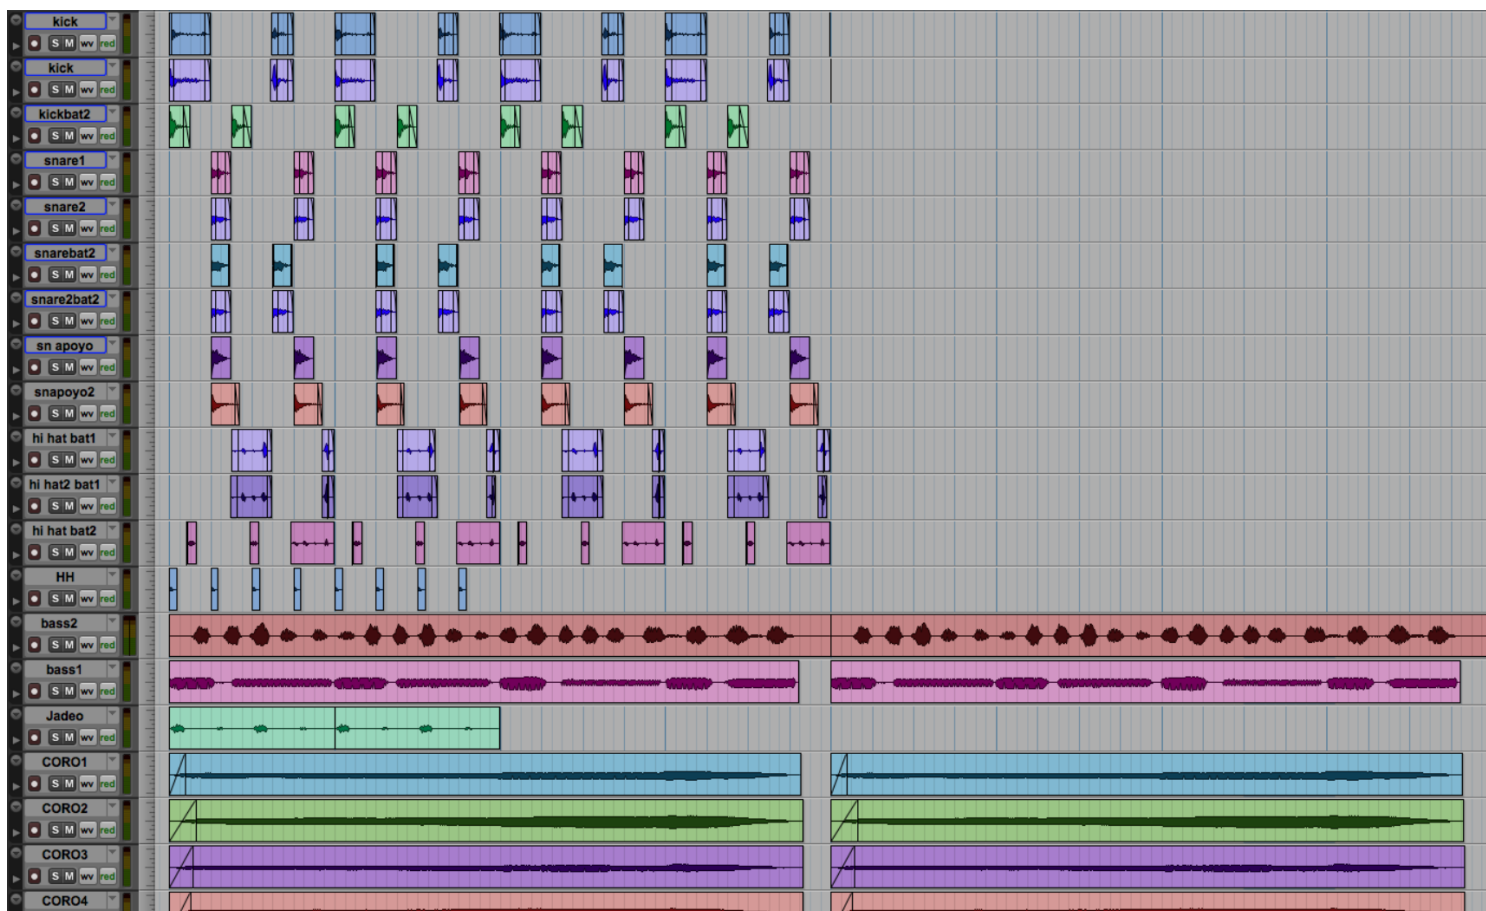 kick
S M wv red
kick
S M wv red
kickbat2
S M wv red
snare1
S M wv red
snare2
S M wv red
snarebat2
S M wv red
snare2bat2
S M wv red
sn apoyo
S M wv red
snapoyo2
S M wv red
hi hat bat1
S M wv red
hi hat2 bat1
S M wv red
hi hat bat2
S M wv red
HH
S M wv red
bass2
S M wv red
bass1
S M wv red
Jadeo
S M wv red
CORO1
S M wv red
CORO2
S M wv red
CORO3
S M wv red
CORO4